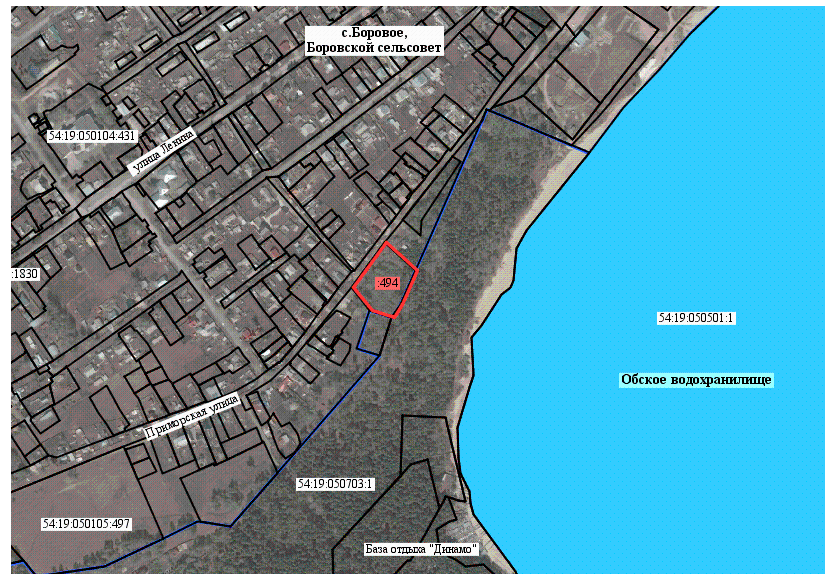 с.Боровое,
Боровской сельсовет
54:19:050104:431
улица Ленина
:1830
:494
54:19:050501:1
Обское водохранилище
Приморская улица
54:19:050703:1
54:19:050105:497
База отдыха "Динамо"